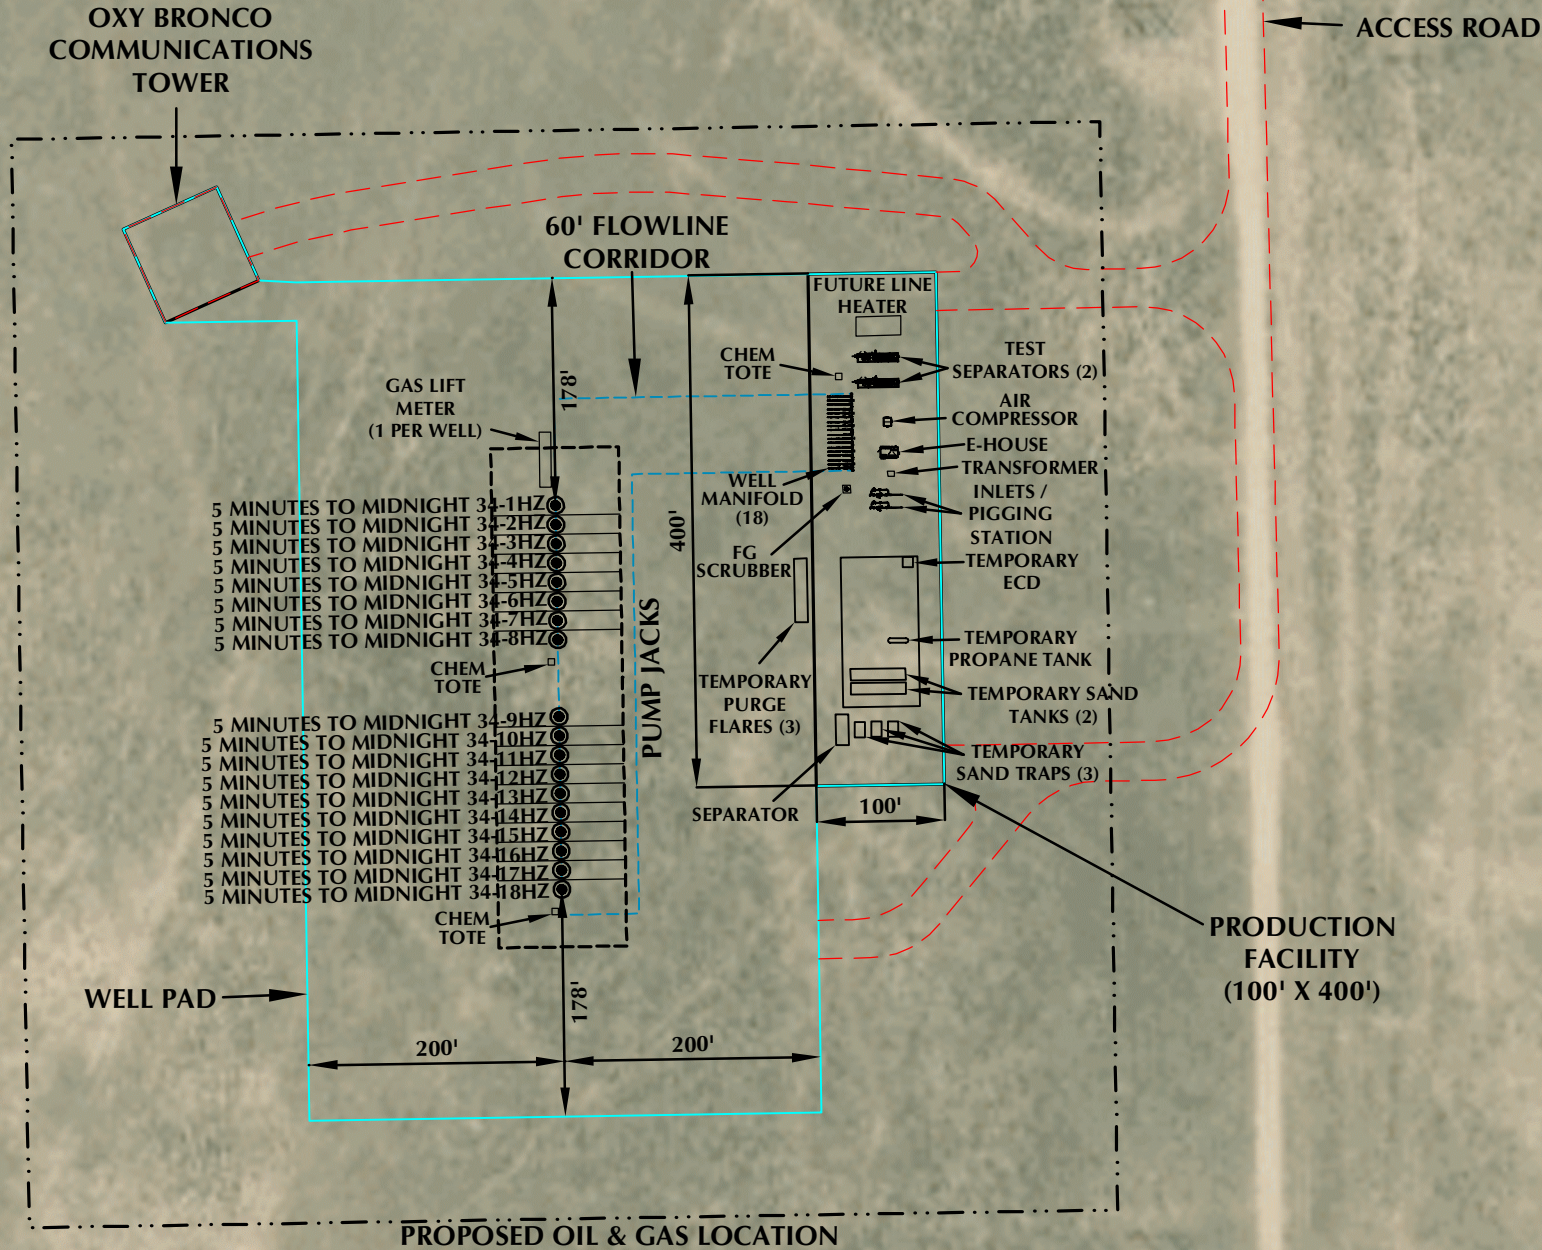 OXY BRONCO
COMMUNICATIONS
TOWER
ACCESS ROAD
60' FLOWLINE
CORRIDOR
FUTURE LINE
HEATER
CHEM
TOTE
TEST
SEPARATORS (2)
178'
GAS LIFT
METER
(1 PER WELL)
AIR
COMPRESSOR
E-HOUSE
TRANSFORMER
WELL
MANIFOLD
(18)
INLETS /
PIGGING
STATION
400'
FG
SCRUBBER
TEMPORARY
ECD
5 MINUTES TO MIDNIGHT 34-1HZ
5 MINUTES TO MIDNIGHT 34-2HZ
5 MINUTES TO MIDNIGHT 34-3HZ
5 MINUTES TO MIDNIGHT 34-4HZ
5 MINUTES TO MIDNIGHT 34-5HZ
5 MINUTES TO MIDNIGHT 34-6HZ
5 MINUTES TO MIDNIGHT 34-7HZ
5 MINUTES TO MIDNIGHT 34-8HZ
CHEM
TOTE
PUMP JACKS
TEMPORARY
PROPANE TANK
TEMPORARY
PURGE
FLARES (3)
TEMPORARY SAND
TANKS (2)
5 MINUTES TO MIDNIGHT 34-9HZ
5 MINUTES TO MIDNIGHT 34-10HZ
5 MINUTES TO MIDNIGHT 34-11HZ
5 MINUTES TO MIDNIGHT 34-12HZ
5 MINUTES TO MIDNIGHT 34-13HZ
5 MINUTES TO MIDNIGHT 34-14HZ
5 MINUTES TO MIDNIGHT 34-15HZ
5 MINUTES TO MIDNIGHT 34-16HZ
5 MINUTES TO MIDNIGHT 34-17HZ
5 MINUTES TO MIDNIGHT 34-18HZ
TEMPORARY
SAND TRAPS (3)
SEPARATOR
100'
CHEM
TOTE
PRODUCTION
FACILITY
(100' X 400')
WELL PAD
178'
200'
200'
PROPOSED OIL & GAS LOCATION